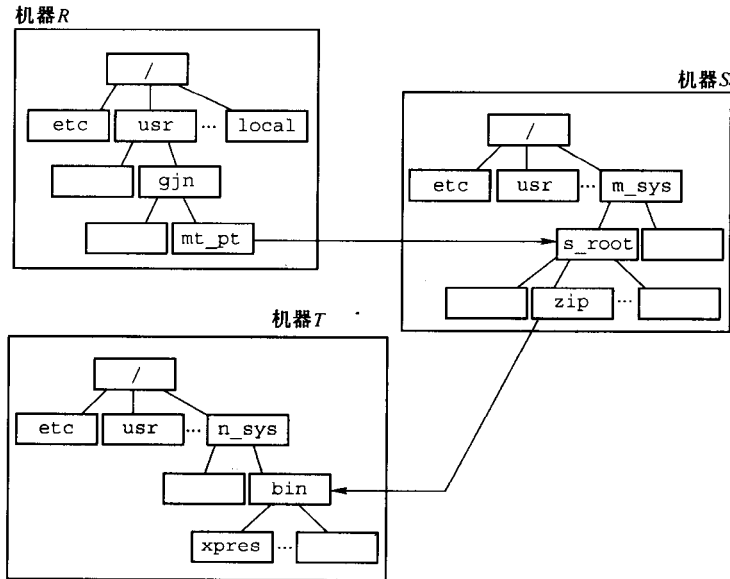 机器R
/
etc
usr
...
local
gjn
mt_pt
机器S
/
etc
usr
...
m_sys
s_root
zip
...
机器T
/
etc
usr
...
n_sys
bin
xpres
...